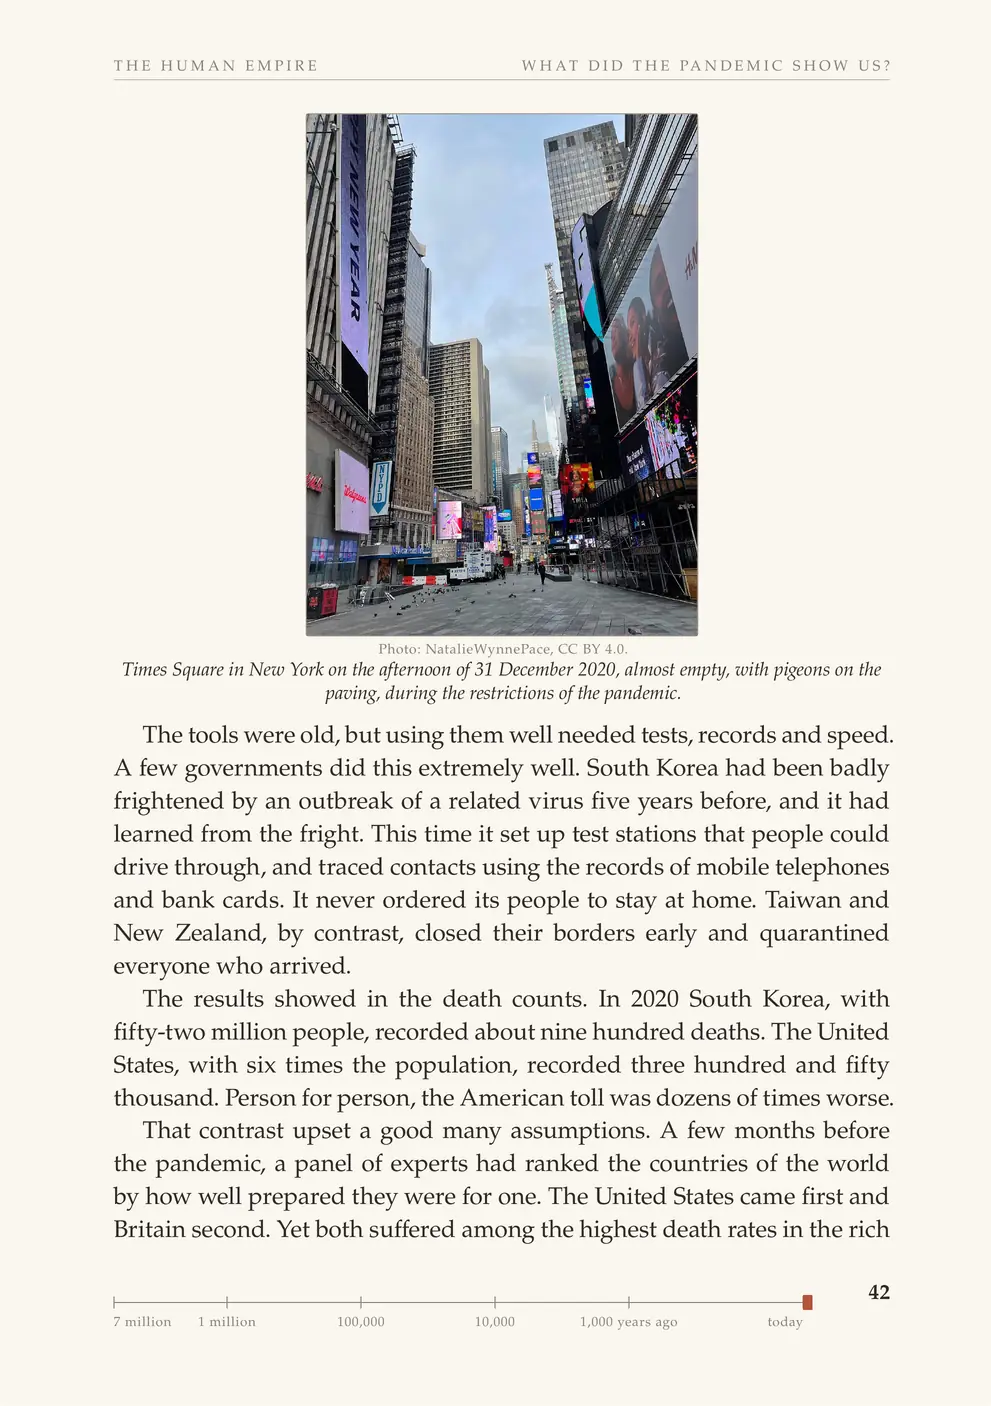 THE HUMAN EMPIRE
WHAT DID THE PANDEMIC SHOW US?
PY NEW YEAR
H&M
NYPD
Walgreens
Photo: NatalieWynnePace, CC BY 4.0.
Times Square in New York on the afternoon of 31 December 2020, almost empty, with pigeons on the
paving, during the restrictions of the pandemic.
The tools were old, but using them well needed tests, records and speed.
A few governments did this extremely well. South Korea had been badly
frightened by an outbreak of a related virus five years before, and it had
learned from the fright. This time it set up test stations that people could
drive through, and traced contacts using the records of mobile telephones
and bank cards. It never ordered its people to stay at home. Taiwan and
New Zealand, by contrast, closed their borders early and quarantined
everyone who arrived.
The results showed in the death counts. In 2020 South Korea, with
fifty-two million people, recorded about nine hundred deaths. The United
States, with six times the population, recorded three hundred and fifty
thousand. Person for person, the American toll was dozens of times worse.
That contrast upset a good many assumptions. A few months before
the pandemic, a panel of experts had ranked the countries of the world
by how well prepared they were for one. The United States came first and
Britain second. Yet both suffered among the highest death rates in the rich
42
7 million 1 million 100,000 10,000 1,000 years ago today